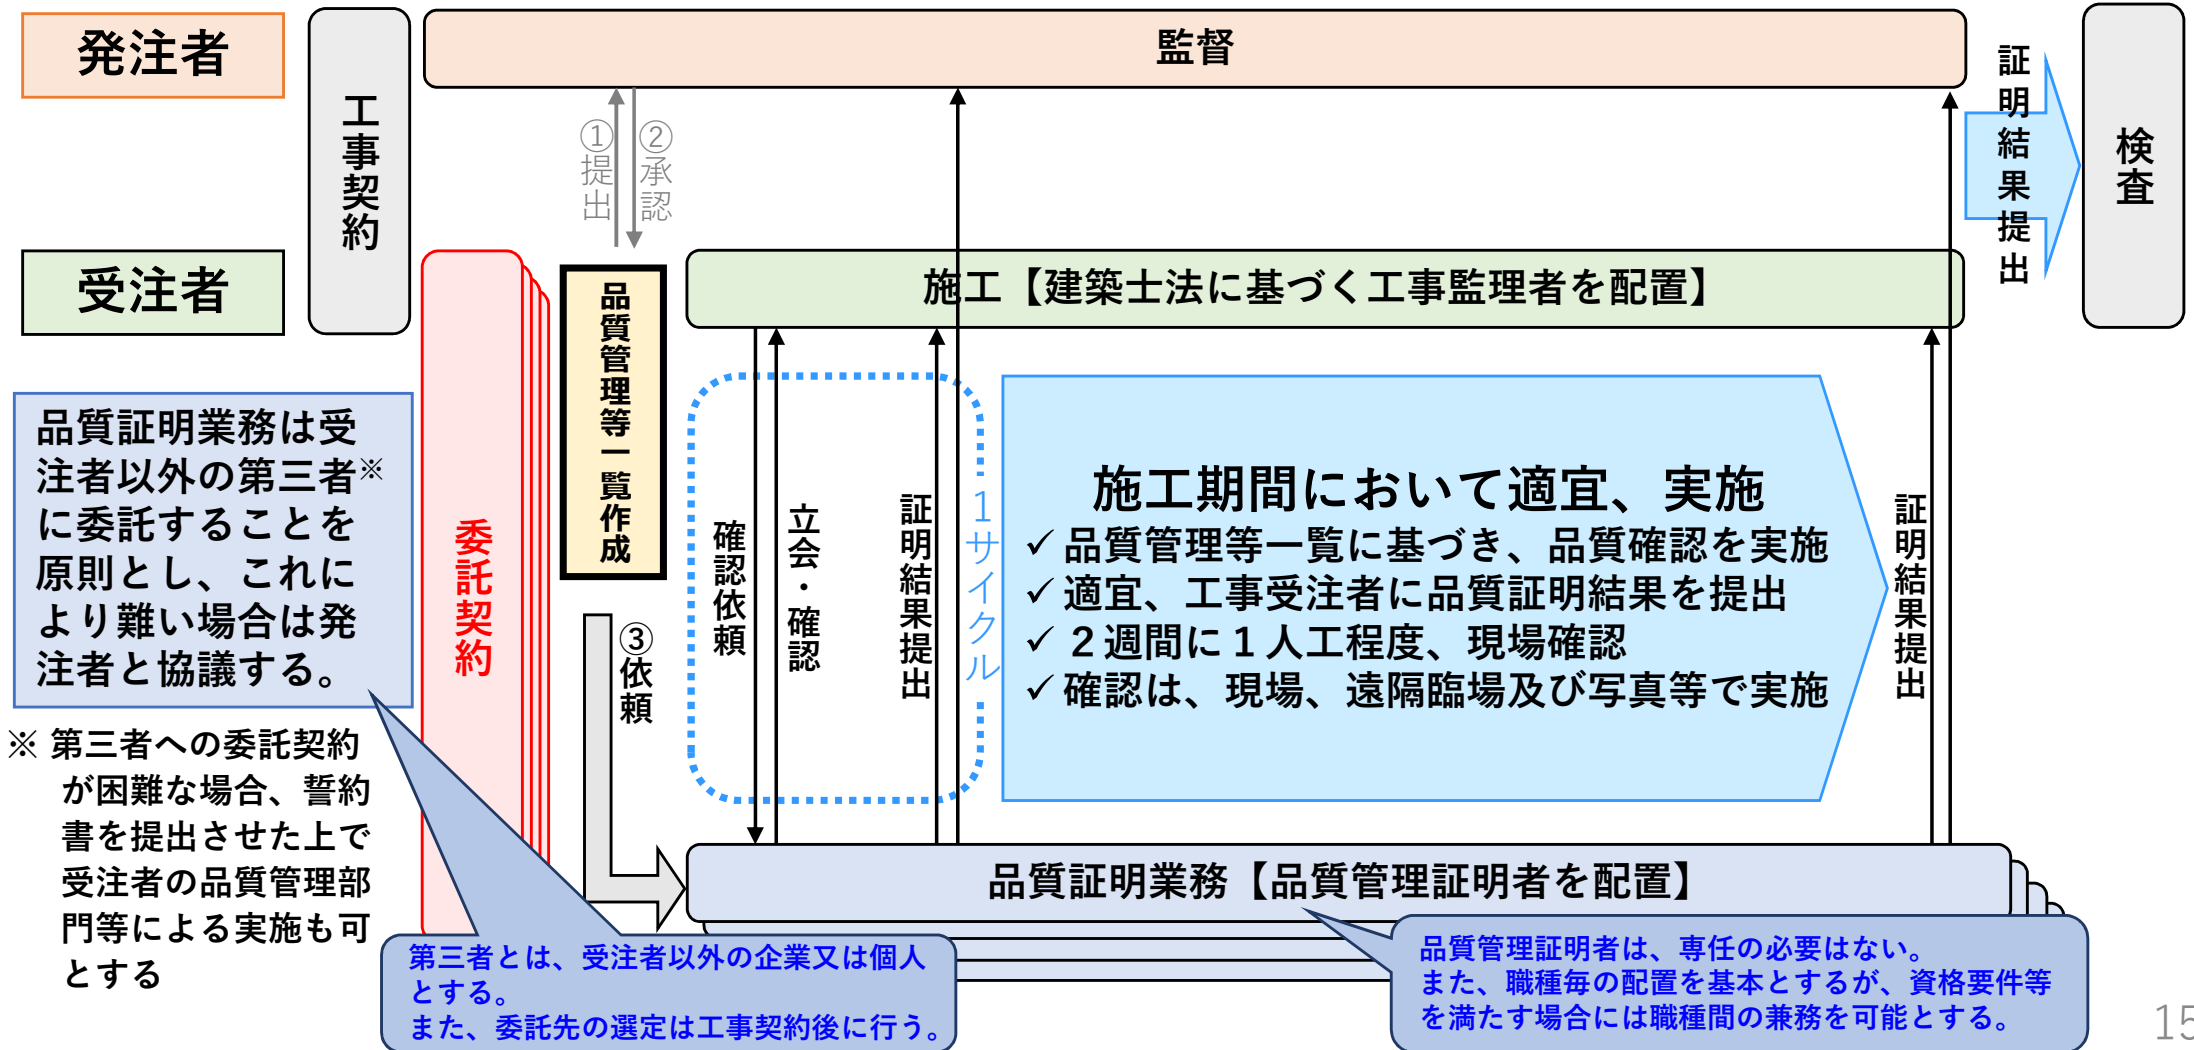 発注者
工事契約
監督
証明結果提出
検査
①提出
②承認
受注者
施工【建築士法に基づく工事監理者を配置】
品質管理等一覧作成
委託契約
品質証明業務は受
注者以外の第三者※
に委託することを
原則とし、これに
より難い場合は発
注者と協議する。
※ 第三者への委託契約
が困難な場合、誓約
書を提出させた上で
受注者の品質管理部
門等による実施も可
とする
③依頼
確認依頼
立会・確認
証明結果提出
1サイクル
施工期間において適宜、実施
✓ 品質管理等一覧に基づき、品質確認を実施
✓ 適宜、工事受注者に品質証明結果を提出
✓ 2週間に1人工程度、現場確認
✓ 確認は、現場、遠隔臨場及び写真等で実施
証明結果提出
品質証明業務【品質管理証明者を配置】
第三者とは、受注者以外の企業又は個人
とする。
また、委託先の選定は工事契約後に行う。
品質管理証明者は、専任の必要はない。
また、職種毎の配置を基本とするが、資格要件等
を満たす場合には職種間の兼務を可能とする。
15